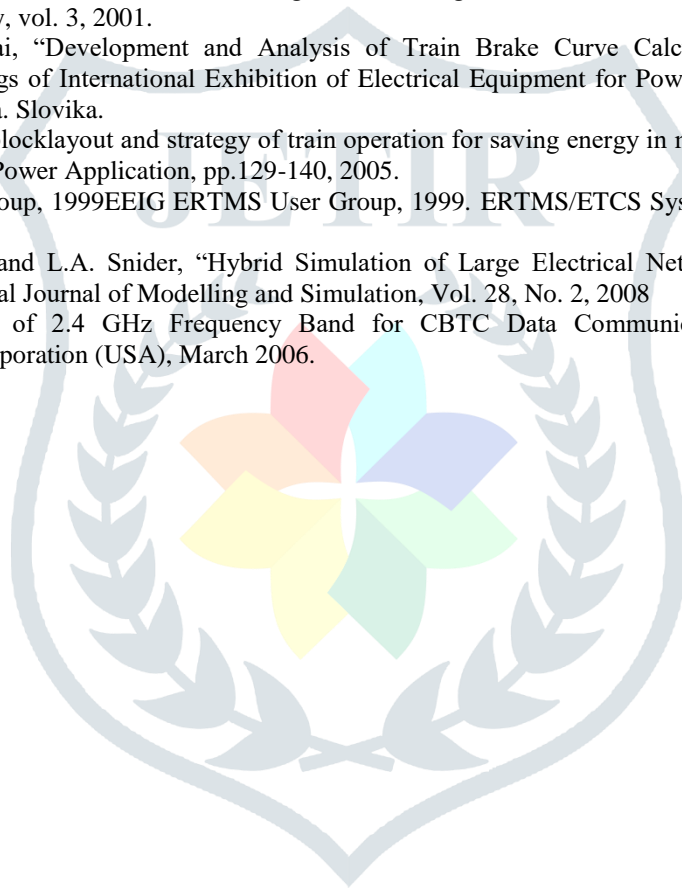 y, vol. 3, 2001.
ai, “Development and Analysis of Train Brake Curve Calc
gs of International Exhibition of Electrical Equipment for Pow
a. Slovika.
blocklayout and strategy of train operation for saving energy in
Power Application, pp.129-140, 2005.
oup, 1999EEIG ERTMS User Group, 1999. ERTMS/ETCS Sys
and L.A. Snider, “Hybrid Simulation of Large Electrical Net
al Journal of Modelling and Simulation, Vol. 28, No. 2, 2008
of 2.4 GHz Frequency Band for CBTC Data Communi
rporation (USA), March 2006.
JETIR